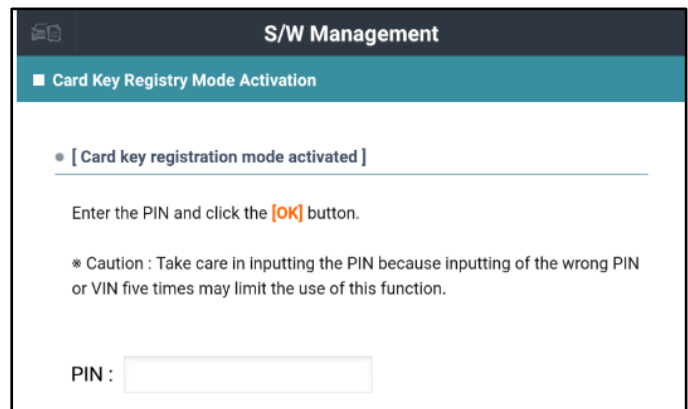 S/W Management
Card Key Registry Mode Activation
[ Card key registration mode activated ]
Enter the PIN and click the [OK] button.
※ Caution : Take care in inputting the PIN because inputting of the wrong PIN
or VIN five times may limit the use of this function.
PIN :